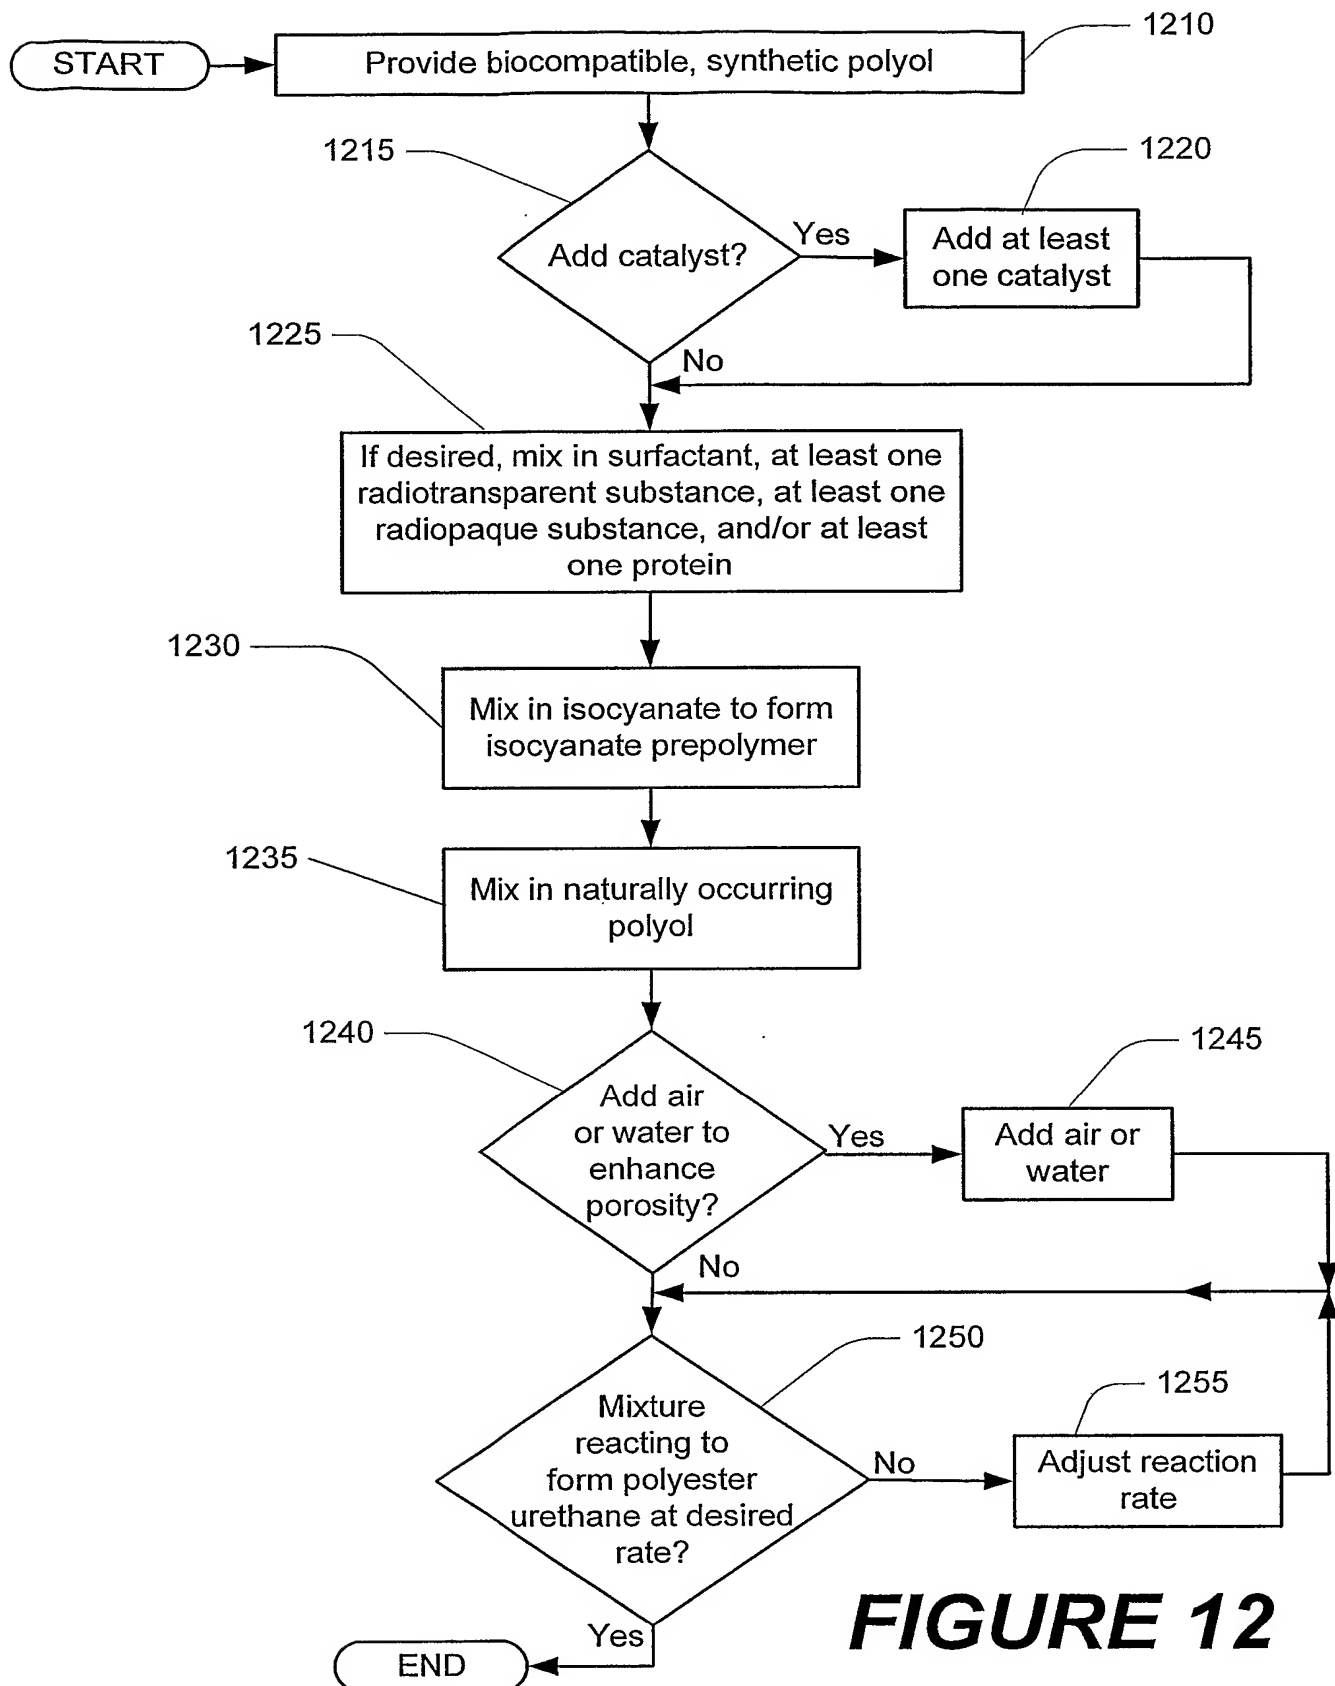 1210
START
Provide biocompatible, synthetic polyol
1215
1220
Add catalyst?
Yes
Add at least
one catalyst
1225
No
If desired, mix in surfactant, at least one
radiotransparent substance, at least one
radiopaque substance, and/or at least
one protein
1230
Mix in isocyanate to form
isocyanate prepolymer
1235
Mix in naturally occurring
polyol
1240
1245
Add air
or water to
enhance
porosity?
Yes
Add air or
water
No
1250
1255
Mixture
reacting to
form polyester
urethane at desired
rate?
No
Adjust reaction
rate
Yes
END
FIGURE 12